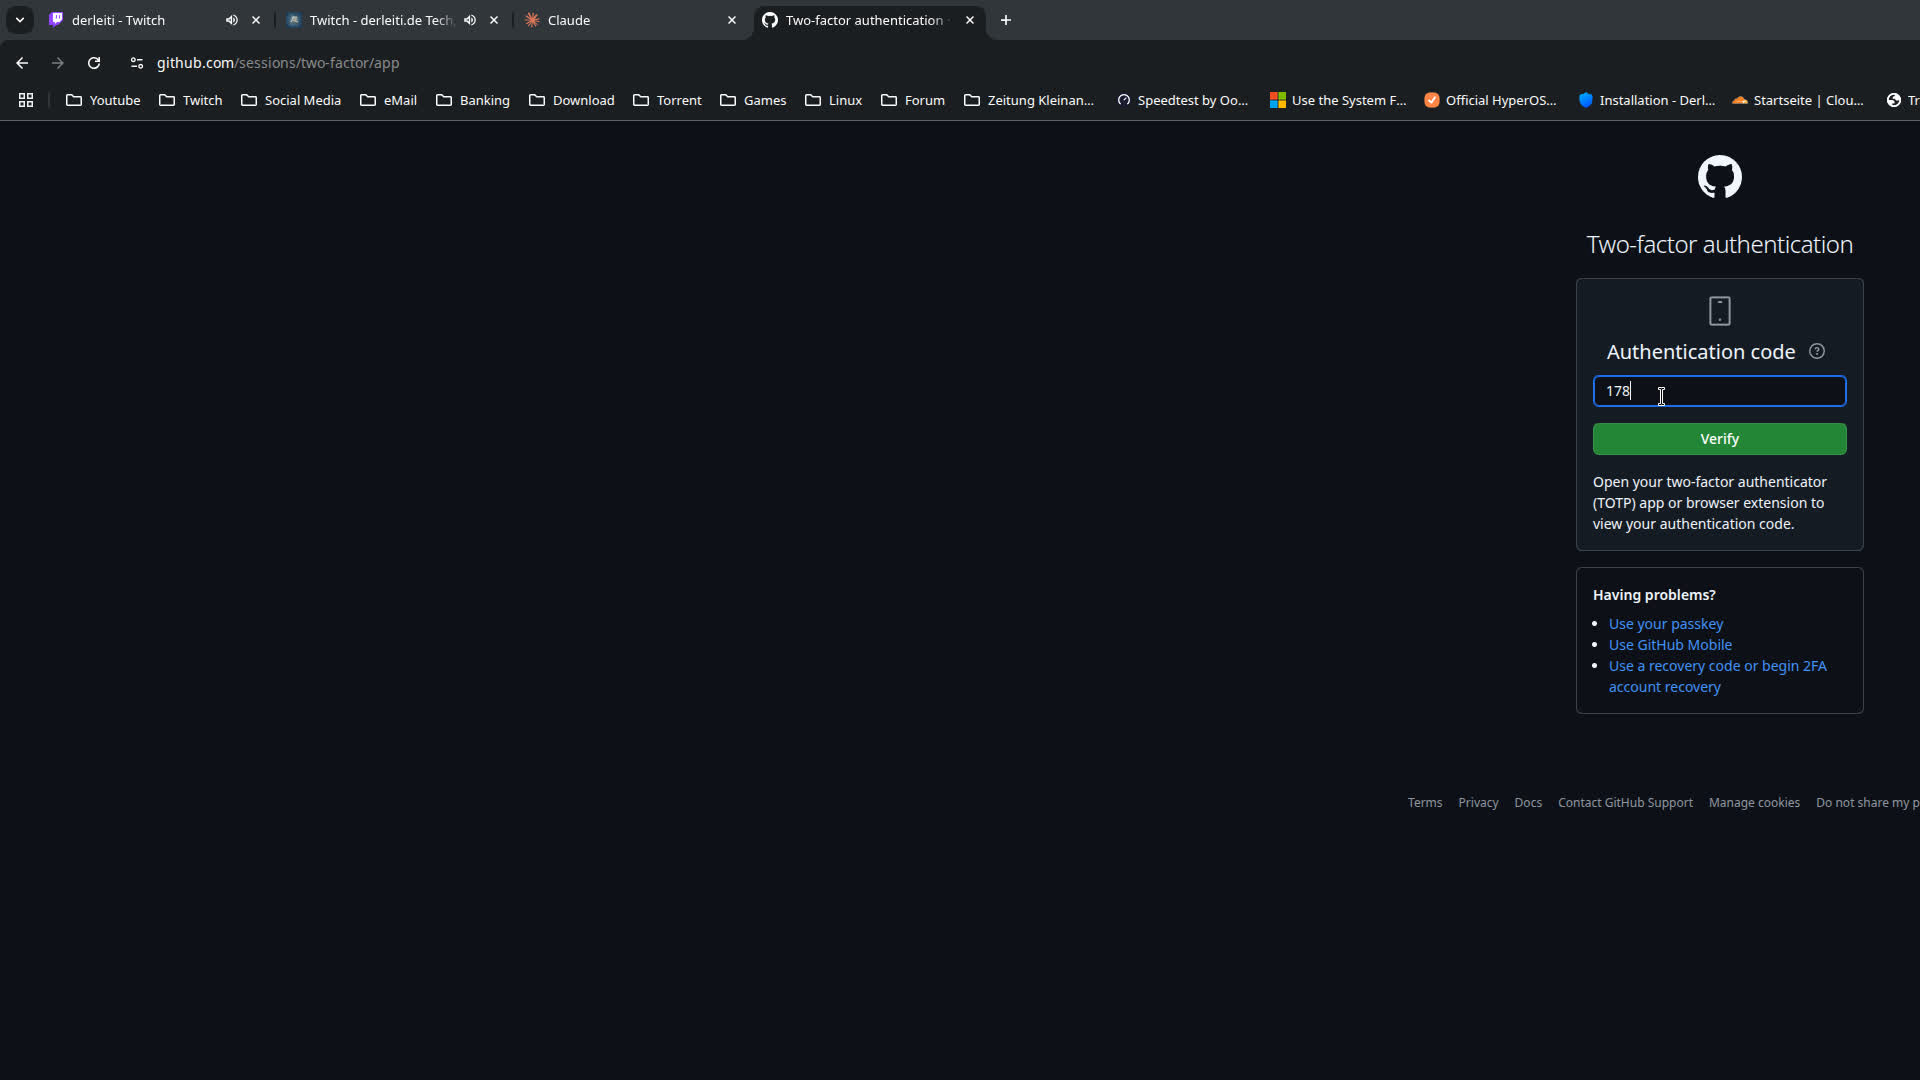 derleiti - Twitch
Twitch - derleiti.de Tech
Claude
Two-factor authentication
github.com/sessions/two-factor/app
Youtube
Twitch
Social Media
eMail
Banking
Download
Torrent
Games
Linux
Forum
Zeitung Kleinan...
Speedtest by Oo...
Use the System F...
Official HyperOS...
Installation - Derl...
Startseite | Clou...
Tr
Two-factor authentication
Authentication code
178
Verify
Open your two-factor authenticator
(TOTP) app or browser extension to
view your authentication code.
Having problems?
Use your passkey
Use GitHub Mobile
Use a recovery code or begin 2FA
account recovery
Terms
Privacy
Docs
Contact GitHub Support
Manage cookies
Do not share my p